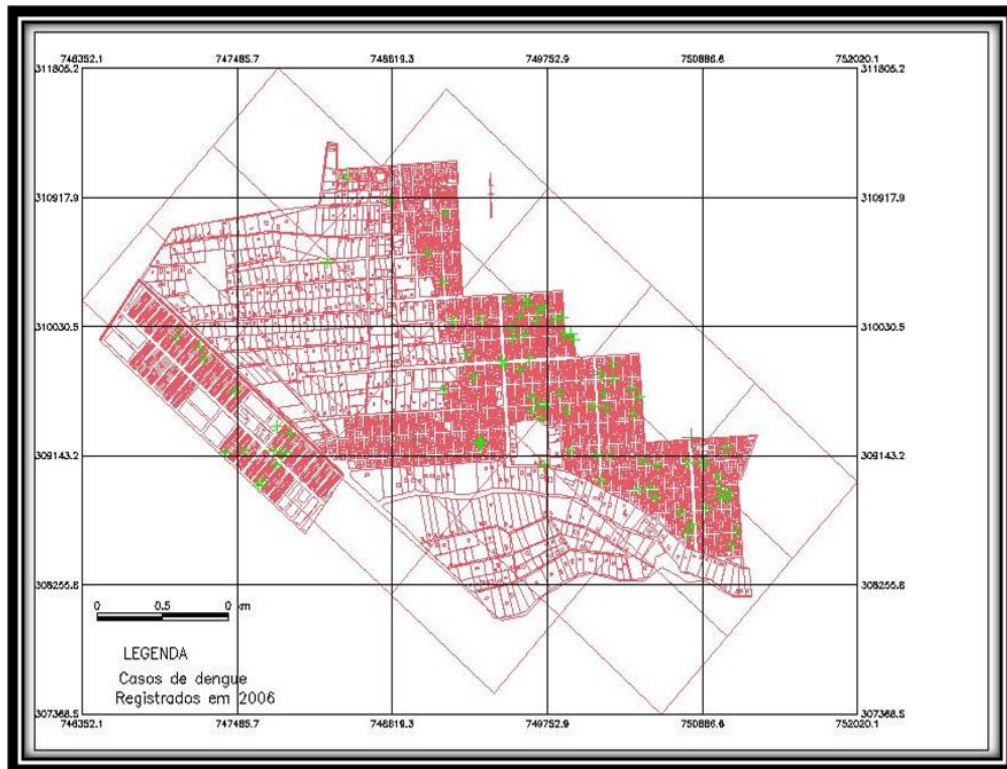 746352.1 747485.7 748619.3 749752.9 750886.6 752020.1
311805.2 311805.2
310917.9 310917.9
310030.5 310030.5
309143.2 309143.2
308255.8 308255.8
0 0.5 0 km
LEGENDA
Casos de dengue
Registrados em 2006
307368.5 307368.5
746352.1 747485.7 748619.3 749752.9 750886.6 752020.1